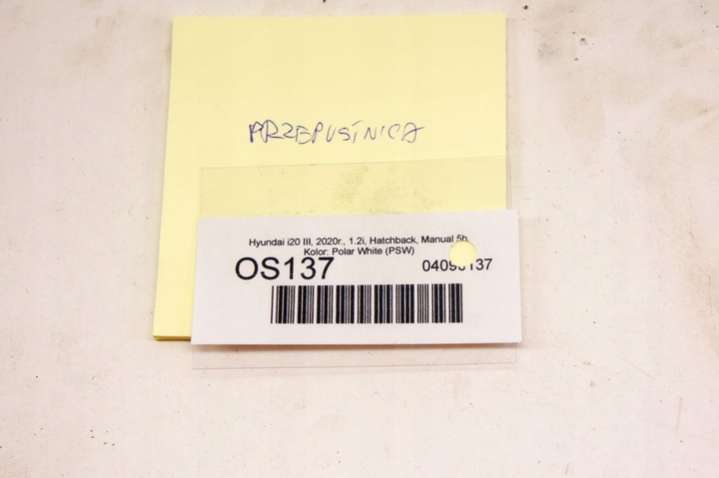 PRZEPUSTNICA
Hyundai i20 III, 2020r., 1.2i, Hatchback, Manual 5b
Kolor: Polar White (PSW)
OS137